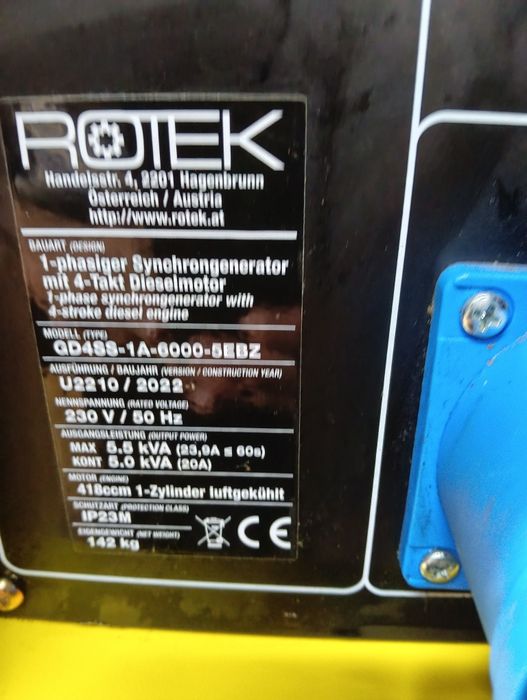 ROTEK
Handelsstr. 4, 2201 Hagenbrunn
Österreich / Austria
http://www.rotek.at
BAUART (DESIGN)
1-phasiger Synchrongenerator
mit 4-Takt Dieselmotor
1-phase synchrongenerator with
4-stroke diesel engine
MODELL (TYPE)
GD4SS-1A-6000-5EBZ
AUSFÜHRUNG / BAUJAHR (VERSION / CONSTRUCTION YEAR)
U2210 / 2022
NENNSPANNUNG (RATED VOLTAGE)
230 V / 50 Hz
AUSGANGSLEISTUNG (OUTPUT POWER)
MAX 5.5 kVA (23,9A ≤ 60s)
KONT 5.0 kVA (20A)
MOTOR (ENGINE)
418ccm 1-Zylinder luftgekühlt
SCHUTZART (PROTECTION CLASS)
IP23M
EIGENGEWICHT (NET WEIGHT)
142 kg
CE